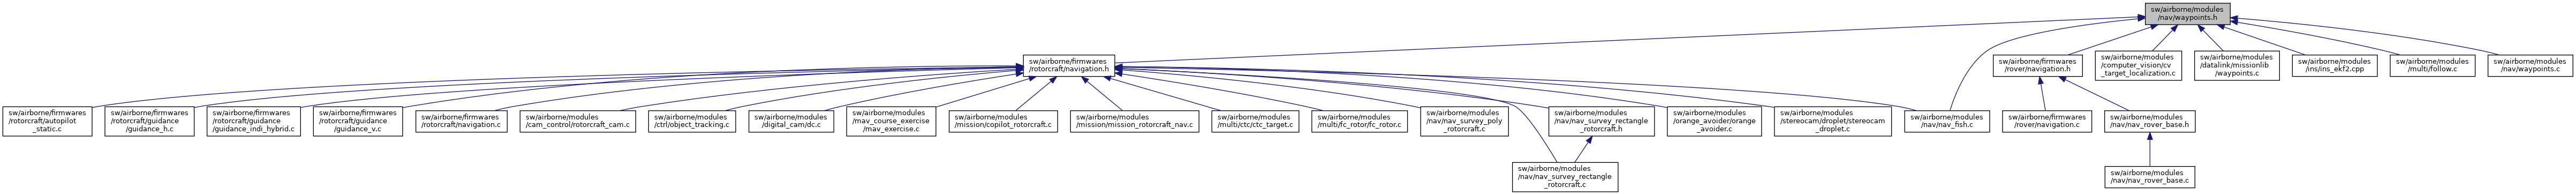 sw/airborne/modules
/nav/waypoints.h
sw/airborne/firmwares
/rotorcraft/navigation.h
sw/airborne/firmwares
/rover/navigation.h
sw/airborne/modules
/computer_vision/cv
_target_localization.c
sw/airborne/modules
/datalink/missionlib
/waypoints.c
sw/airborne/modules
/ins/ins_ekf2.cpp
sw/airborne/modules
/multi/follow.c
sw/airborne/modules
/nav/waypoints.c
sw/airborne/firmwares
/rotorcraft/autopilot
_static.c
sw/airborne/firmwares
/rotorcraft/guidance
/guidance_h.c
sw/airborne/firmwares
/rotorcraft/guidance
/guidance_indi_hybrid.c
sw/airborne/firmwares
/rotorcraft/guidance
/guidance_v.c
sw/airborne/firmwares
/rotorcraft/navigation.c
sw/airborne/modules
/cam_control/rotorcraft_cam.c
sw/airborne/modules
/ctrl/object_tracking.c
sw/airborne/modules
/digital_cam/dc.c
sw/airborne/modules
/mav_course_exercise
/mav_exercise.c
sw/airborne/modules
/mission/copilot_rotorcraft.c
sw/airborne/modules
/mission/mission_rotorcraft_nav.c
sw/airborne/modules
/multi/ctc/ctc_target.c
sw/airborne/modules
/multi/fc_rotor/fc_rotor.c
sw/airborne/modules
/nav/nav_survey_poly
_rotorcraft.c
sw/airborne/modules
/nav/nav_survey_rectangle
_rotorcraft.h
sw/airborne/modules
/orange_avoider/orange
_avoider.c
sw/airborne/modules
/stereocam/droplet/stereocam
_droplet.c
sw/airborne/modules
/nav/nav_fish.c
sw/airborne/firmwares
/rover/navigation.c
sw/airborne/modules
/nav/nav_rover_base.h
sw/airborne/modules
/nav/nav_survey_rectangle
_rotorcraft.c
sw/airborne/modules
/nav/nav_rover_base.c